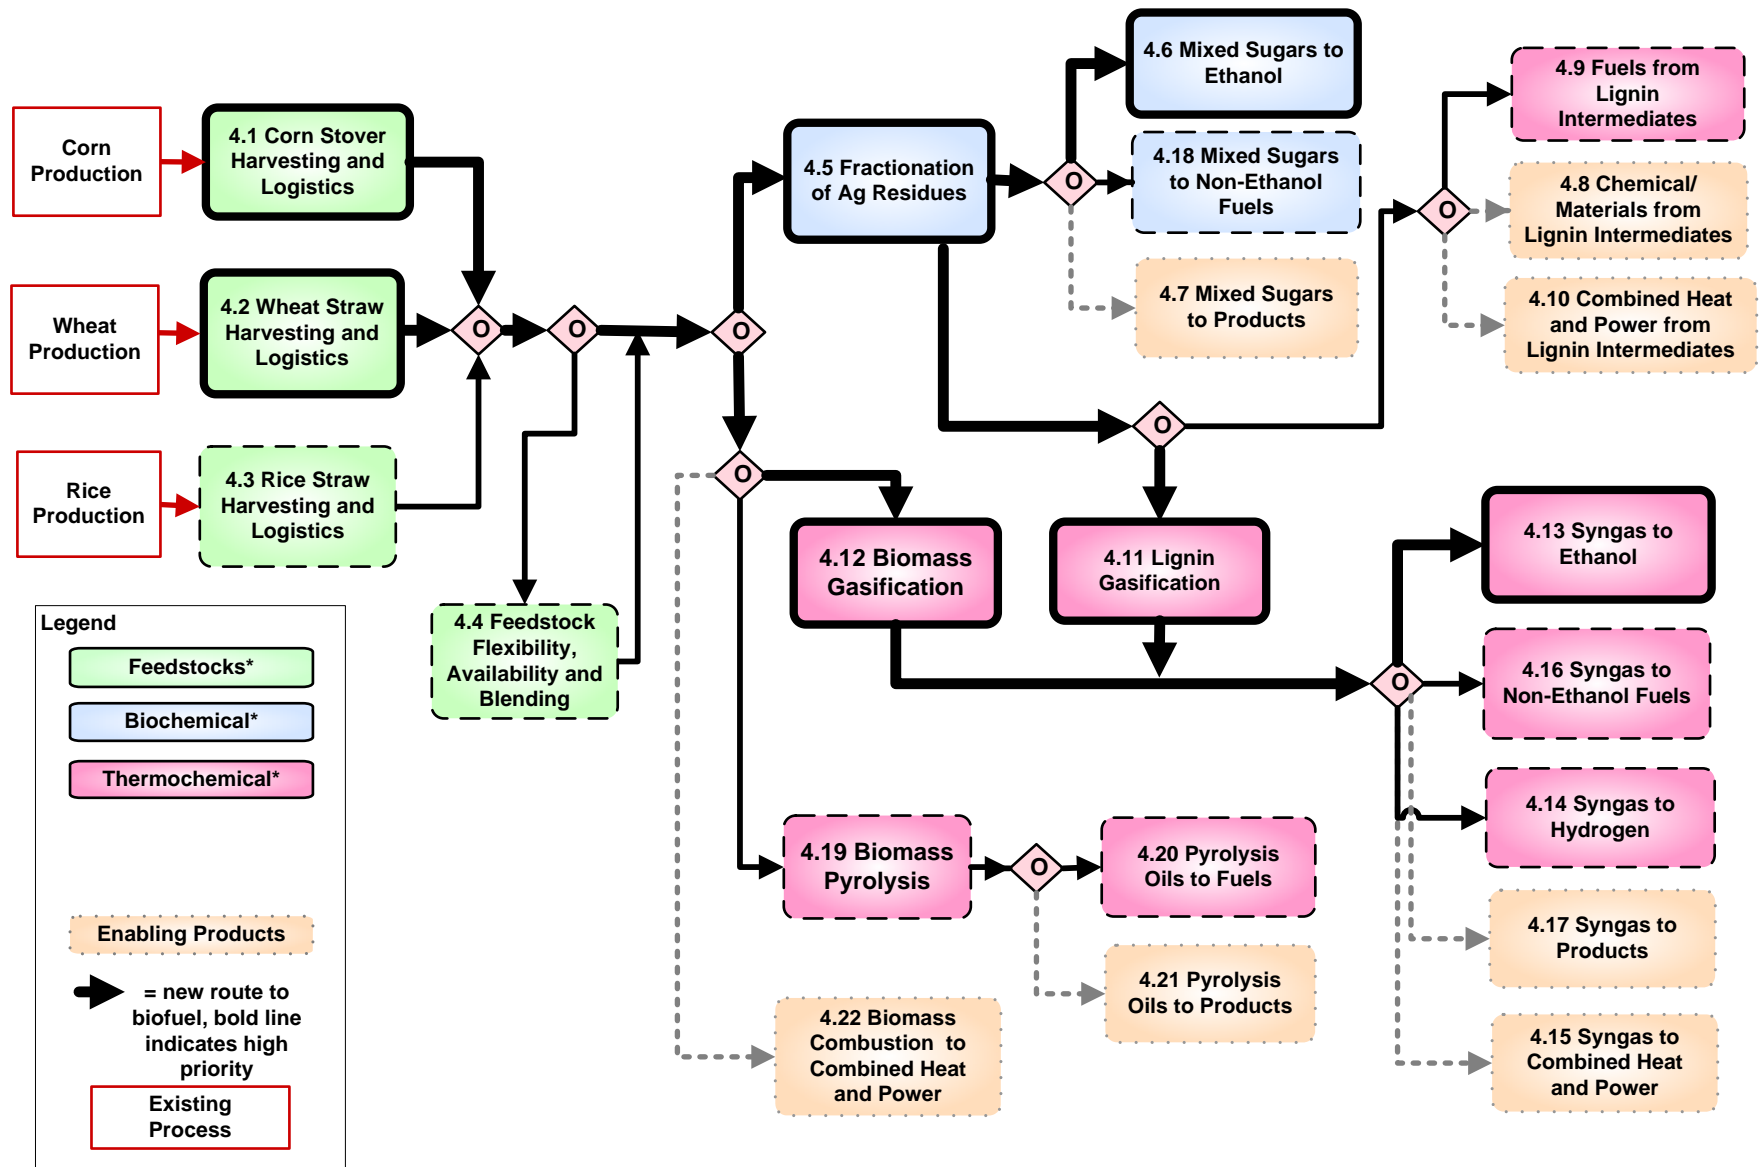 Corn
Production
4.1 Corn Stover
Harvesting and
Logistics
Wheat
Production
4.2 Wheat Straw
Harvesting and
Logistics
Rice
Production
4.3 Rice Straw
Harvesting and
Logistics
O
O
4.4 Feedstock
Flexibility,
Availability and
Blending
O
O
4.5 Fractionation
of Ag Residues
O
4.6 Mixed Sugars to
Ethanol
4.18 Mixed Sugars
to Non-Ethanol
Fuels
4.7 Mixed Sugars
to Products
O
4.9 Fuels from
Lignin
Intermediates
4.8 Chemical/
Materials from
Lignin Intermediates
4.10 Combined Heat
and Power from
Lignin Intermediates
O
4.12 Biomass
Gasification
4.11 Lignin
Gasification
O
4.13 Syngas to
Ethanol
4.16 Syngas to
Non-Ethanol Fuels
4.14 Syngas to
Hydrogen
4.17 Syngas to
Products
4.15 Syngas to
Combined Heat
and Power
4.19 Biomass
Pyrolysis
O
4.20 Pyrolysis
Oils to Fuels
4.21 Pyrolysis
Oils to Products
4.22 Biomass
Combustion to
Combined Heat
and Power
Legend
Feedstocks*
Biochemical*
Thermochemical*
Enabling Products
= new route to
biofuel, bold line
indicates high
priority
Existing
Process